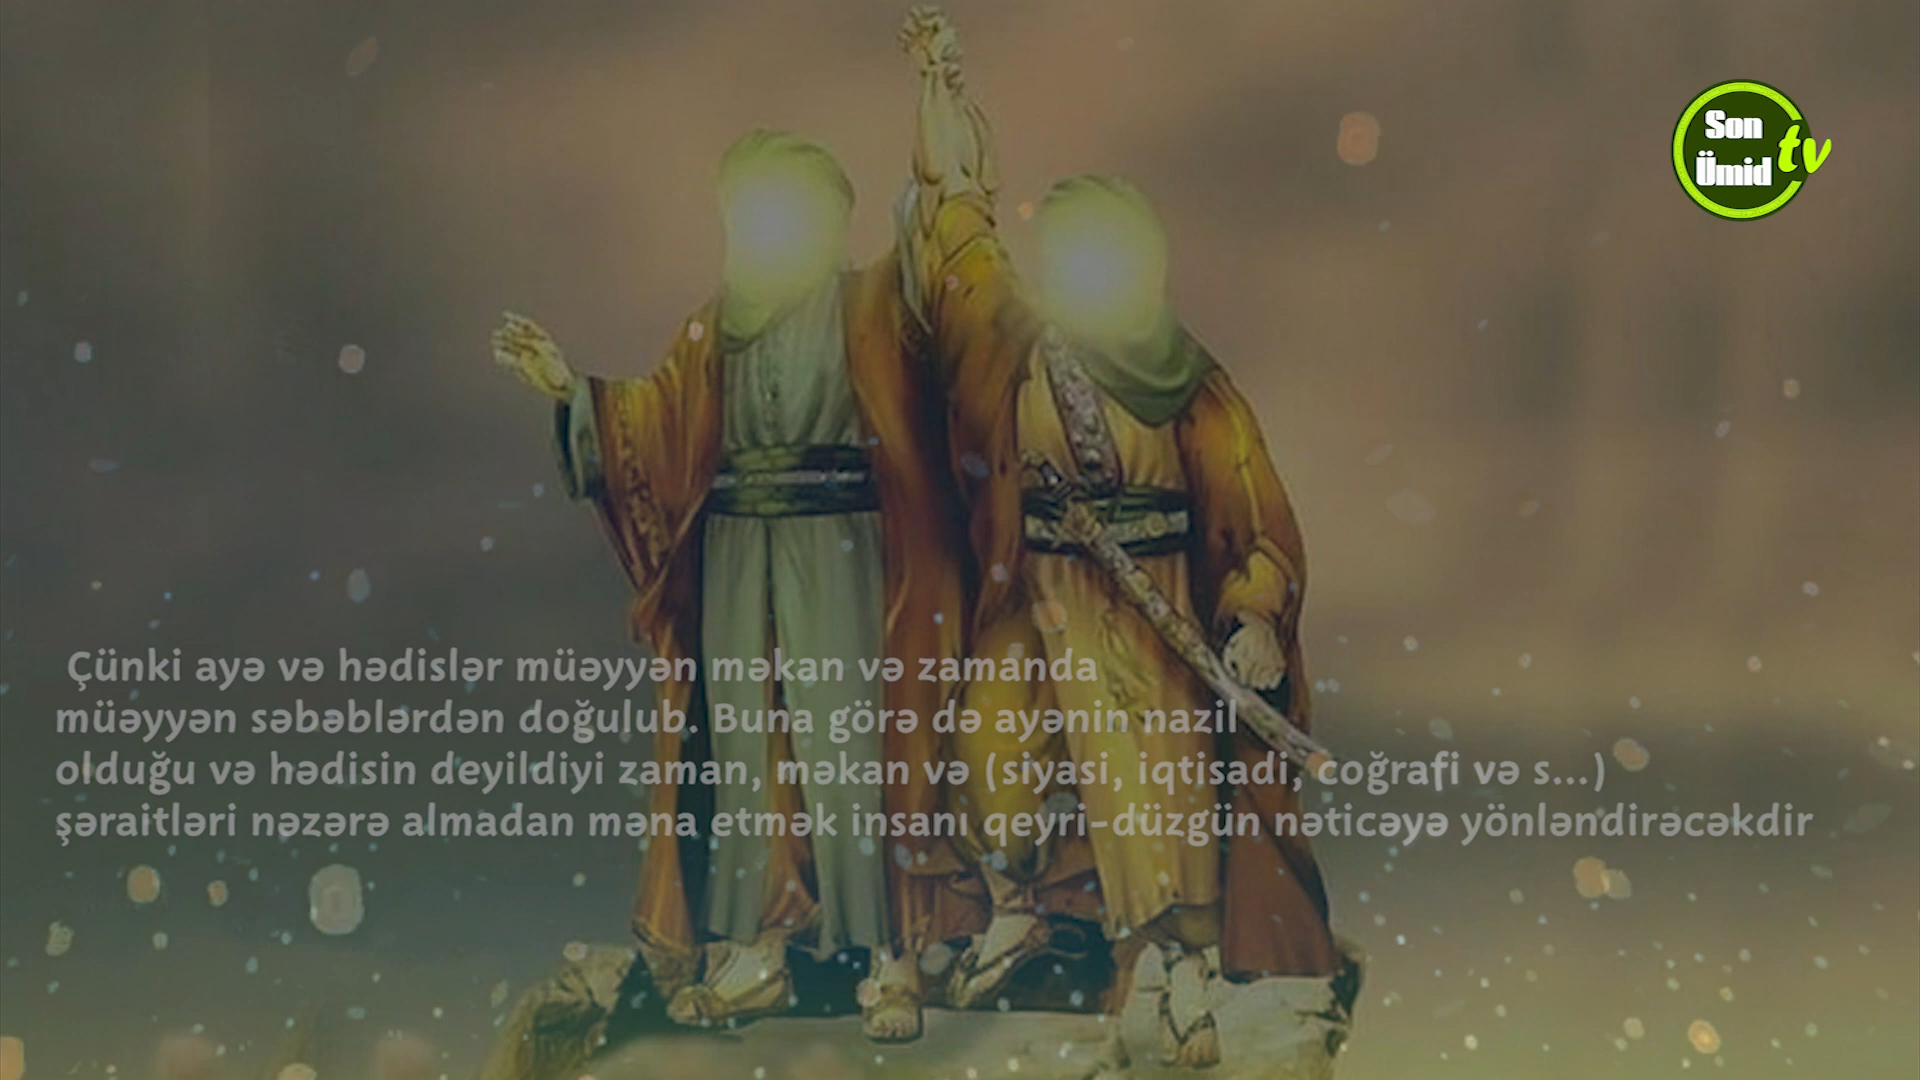 Son
Ümid tv
Çünki ayə və hədislər müəyyən məkan və zamanda
müəyyən səbəblərdən doğulub. Buna görə də ayənin nazil
olduğu və hədisin deyildiyi zaman, məkan və (siyasi, iqtisadi, coğrafi və s...)
şəraitləri nəzərə almadan məna etmək insanı qeyri-düzgün nəticəyə yönləndirəcəkdir